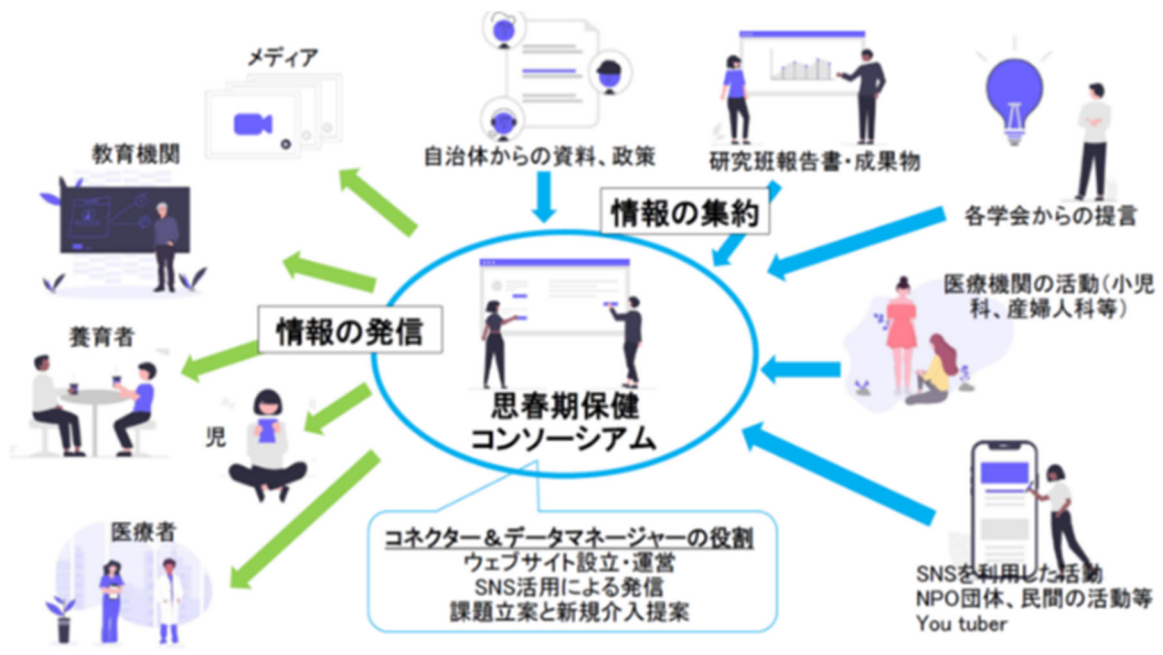 メディア
教育機関
自治体からの資料、政策
研究班報告書・成果物
情報の集約
各学会からの提言
医療機関の活動(小児
科、産婦人科等)
情報の発信
養育者
児
思春期保健
コンソーシアム
医療者
コネクター＆データマネージャーの役割
ウェブサイト設立・運営
SNS活用による発信
課題立案と新規介入提案
SNSを利用した活動
NPO団体、民間の活動等
You tuber